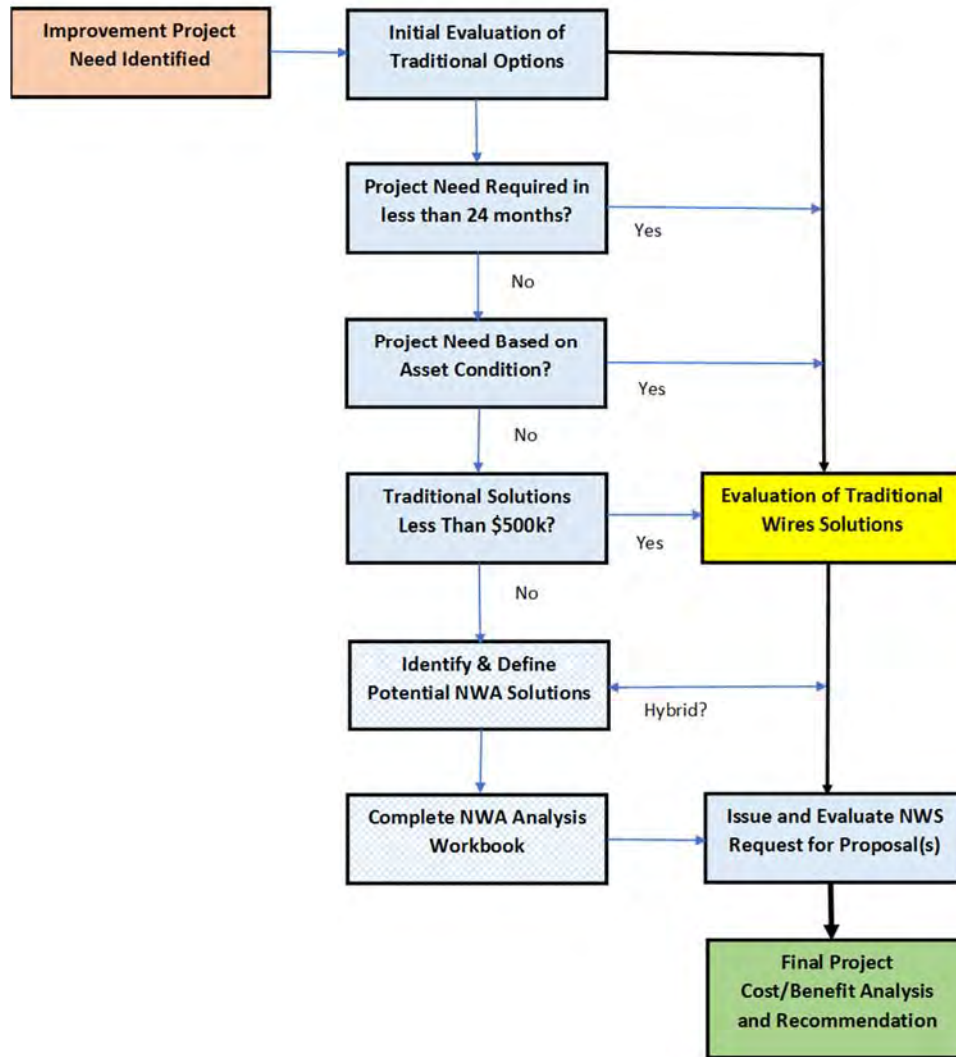 Improvement Project
Need Identified
Initial Evaluation of
Traditional Options
Project Need Required in
less than 24 months?
Yes
No
Project Need Based on
Asset Condition?
Yes
No
Traditional Solutions
Less Than $500k?
Yes
Evaluation of Traditional
Wires Solutions
No
Identify & Define
Potential NWA Solutions
Hybrid?
Complete NWA Analysis
Workbook
Issue and Evaluate NWS
Request for Proposal(s)
Final Project
Cost/Benefit Analysis
and Recommendation